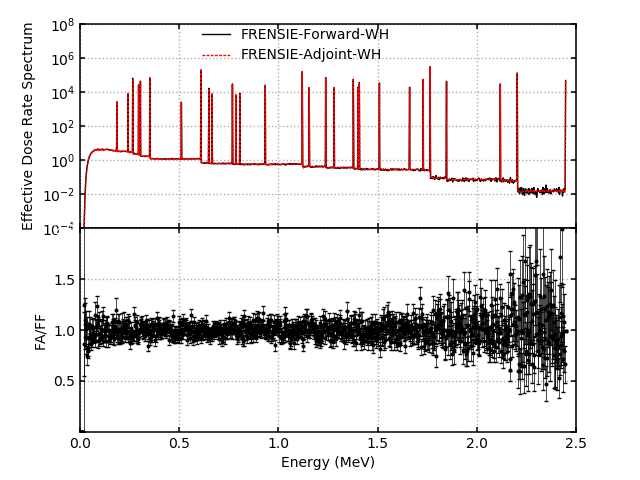 FRENSIE-Forward-WH
FRENSIE-Adjoint-WH
Effective Dose Rate Spectrum
10^8
10^6
10^4
10^2
10^0
10^−2
10^−4
FA/FF
1.5
1.0
0.5
0.0 0.5 1.0 1.5 2.0 2.5
Energy (MeV)